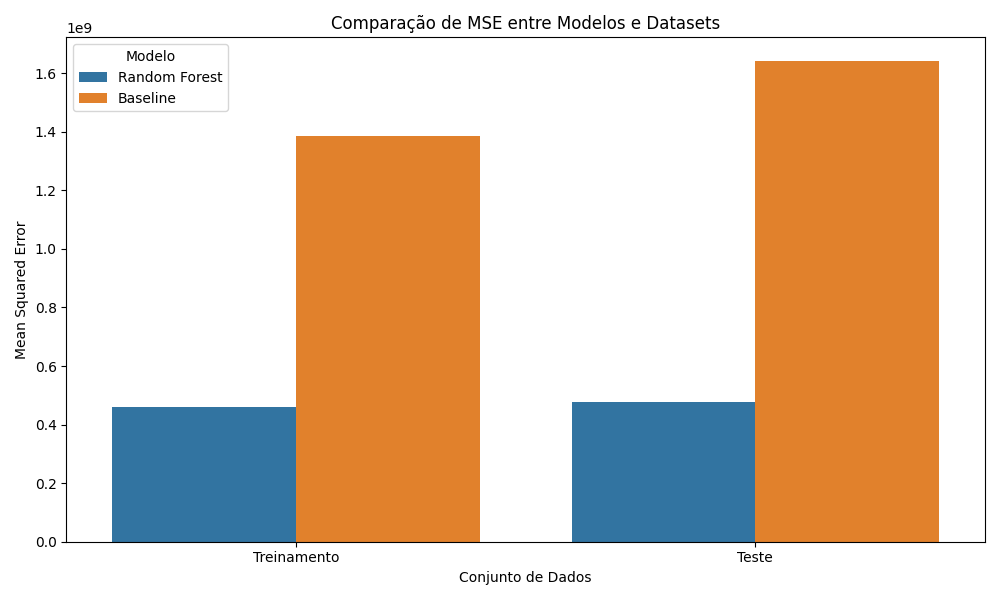 Comparação de MSE entre Modelos e Datasets
1e9
Modelo
Random Forest
Baseline
1.6
1.4
1.2
1.0
0.8
0.6
0.4
0.2
0.0
Mean Squared Error
Treinamento
Teste
Conjunto de Dados